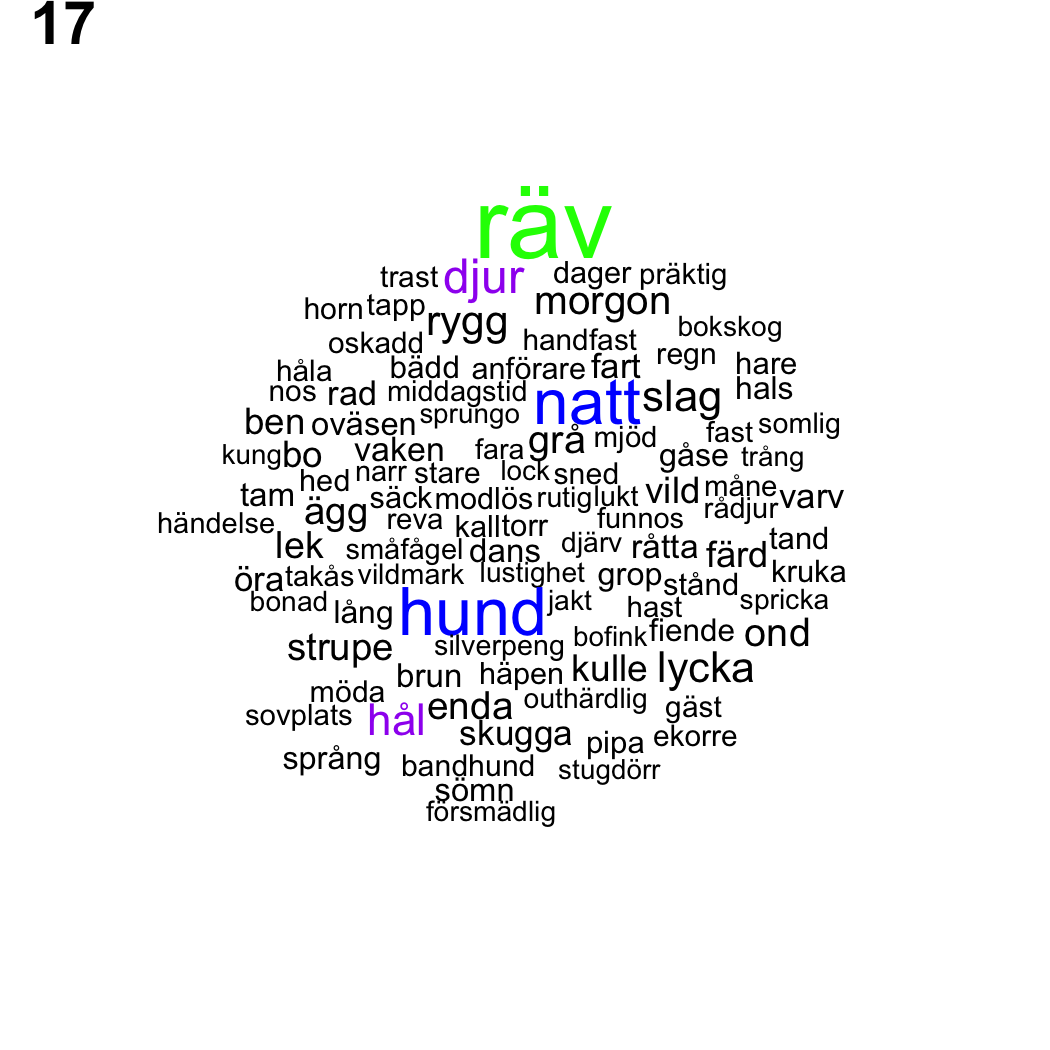 17
räv
trast djur dager präktig
horn tapp rygg morgon
oskadd handfast bokskog
håla bädd anförare fart regn hare
nos rad middagstid natt slag hals
ben oväsen sprungo grå mjöd fast somlig
kung bo vaken fara gåse trång
hed narr stare lock sned
tam ägg säck modlös rutig lukt vild måne varv
händelse reva kall torr funnos rådjur
lek småfågel dans djärv råtta färd tand
öra takås vildmark lustighet grop stånd kruka
bonad lång hund jakt hast spricka
strupe silverpeng bofink fiende ond
brun häpen kulle lycka
möda enda outhärdlig
sovplats hål skugga gäst
språng pipa ekorre
bandhund stugdörr
sömn
försmädlig